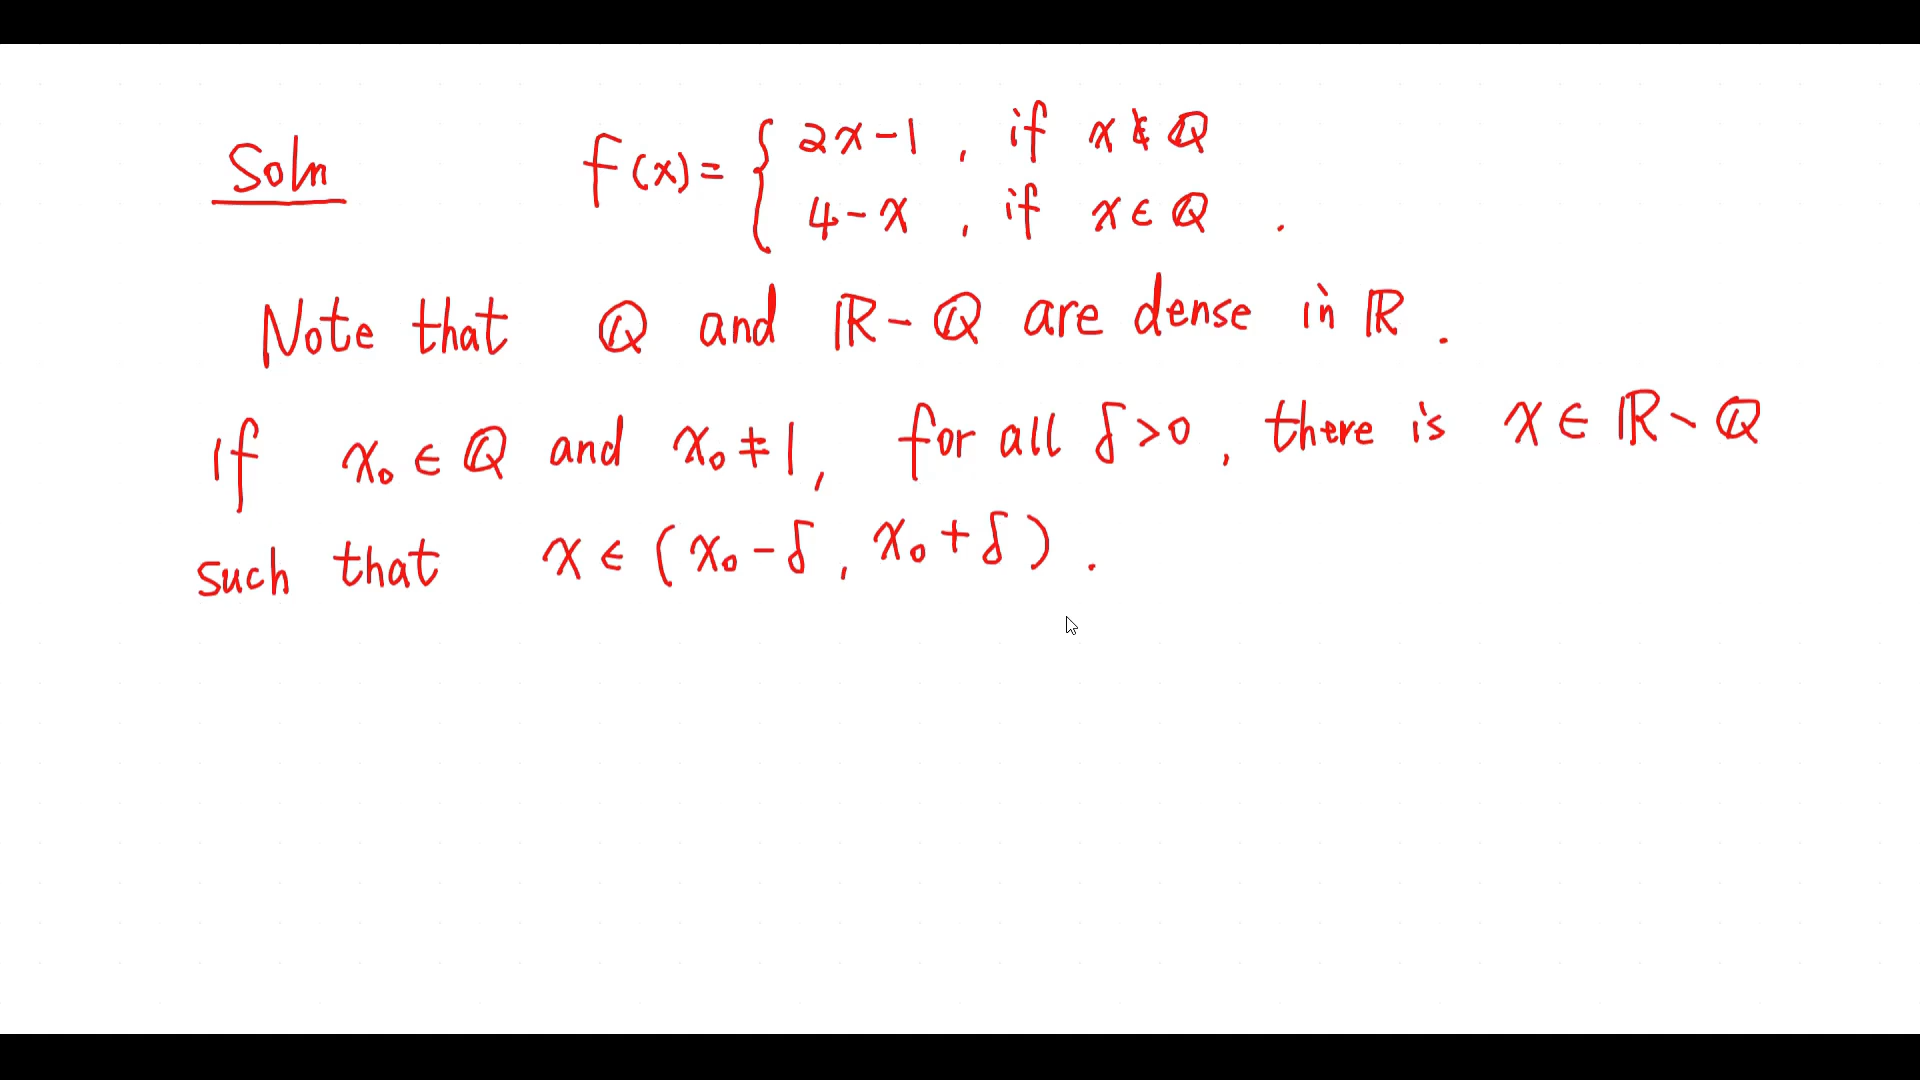 Soln f(x) = { 2x-1 , if x ∉ ℚ
4-x , if x ∈ ℚ .
Note that ℚ and ℝ-ℚ are dense in ℝ .
If x₀ ∈ ℚ and x₀ ≠ 1, for all δ>0 , there is x ∈ ℝ-ℚ
such that x ∈ (x₀-δ , x₀+δ) .